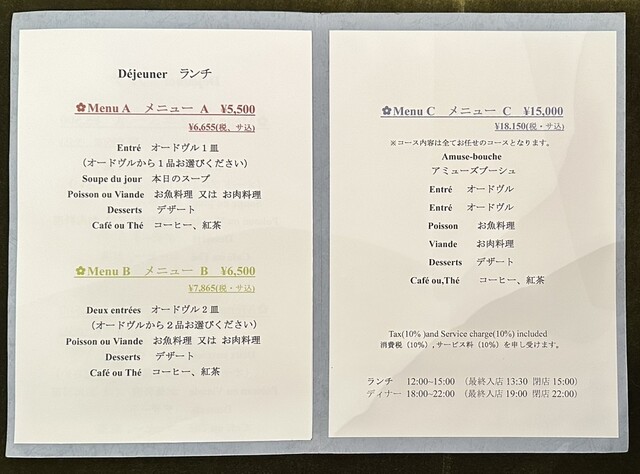 Déjeuner ランチ
✿Menu A メニュー A ¥5,500
¥6,655(税、サ込)
Entré オードヴル1皿
（オードヴルから1品お選びください）
Soupe du jour 本日のスープ
Poisson ou Viande お魚料理 又は お肉料理
Desserts デザート
Café ou Thé コーヒー、紅茶
✿Menu B メニュー B ¥6,500
¥7,865(税・サ込)
Deux entrées オードヴル2皿
（オードヴルから2品お選びください）
Poisson ou Viande お魚料理 又は お肉料理
Desserts デザート
Café ou Thé コーヒー、紅茶
✿Menu C メニュー C ¥15,000
¥18.150(税・サ込)
※コース内容は全てお任せのコースとなります。
Amuse-bouche
アミューズブーシュ
Entré オードヴル
Entré オードヴル
Poisson お魚料理
Viande お肉料理
Desserts デザート
Café ou,Thé コーヒー、紅茶
Tax(10% )and Service charge(10%) included
消費税（10%）,サービス料（10%）を申し受けます。
ランチ 12:00~15:00 （最終入店 13:30 閉店 15:00）
ディナー 18:00~22:00 （最終入店 19:00 閉店 22:00）